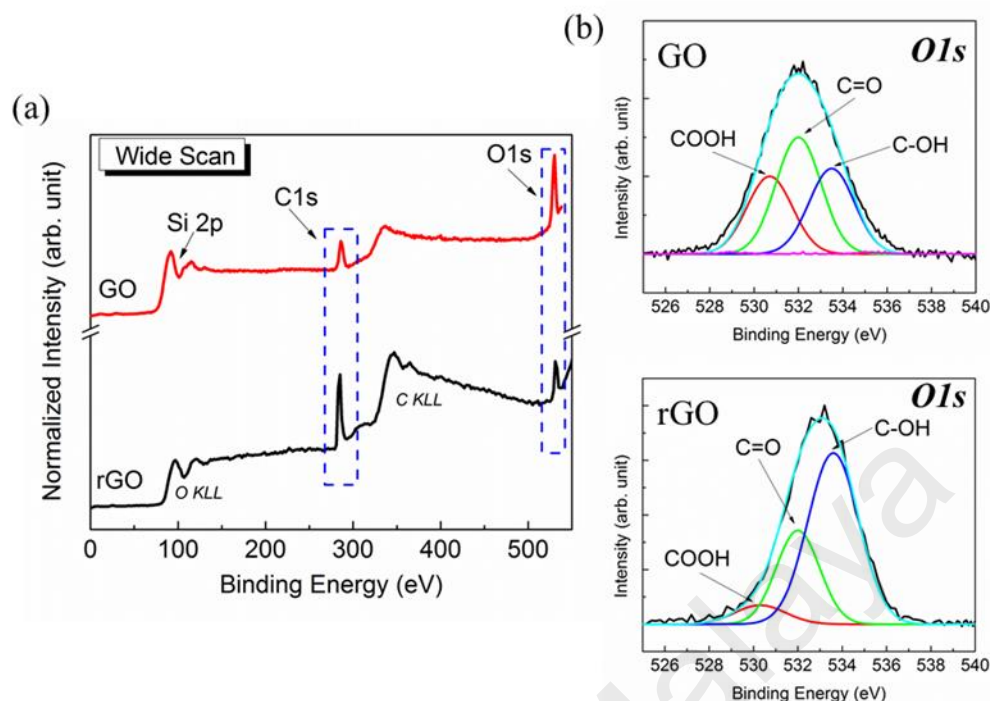 (a)
Wide Scan
Normalized Intensity (arb. unit)
Si 2p
C1s
O1s
GO
rGO
O KLL
C KLL
0 100 200 300 400 500
Binding Energy (eV)
(b)
GO
O1s
COOH
C=O
C-OH
Intensity (arb. unit)
526 528 530 532 534 536 538 540
Binding Energy (eV)
rGO
O1s
COOH
C=O
C-OH
Intensity (arb. unit)
526 528 530 532 534 536 538 540
Binding Energy (eV)
alaya